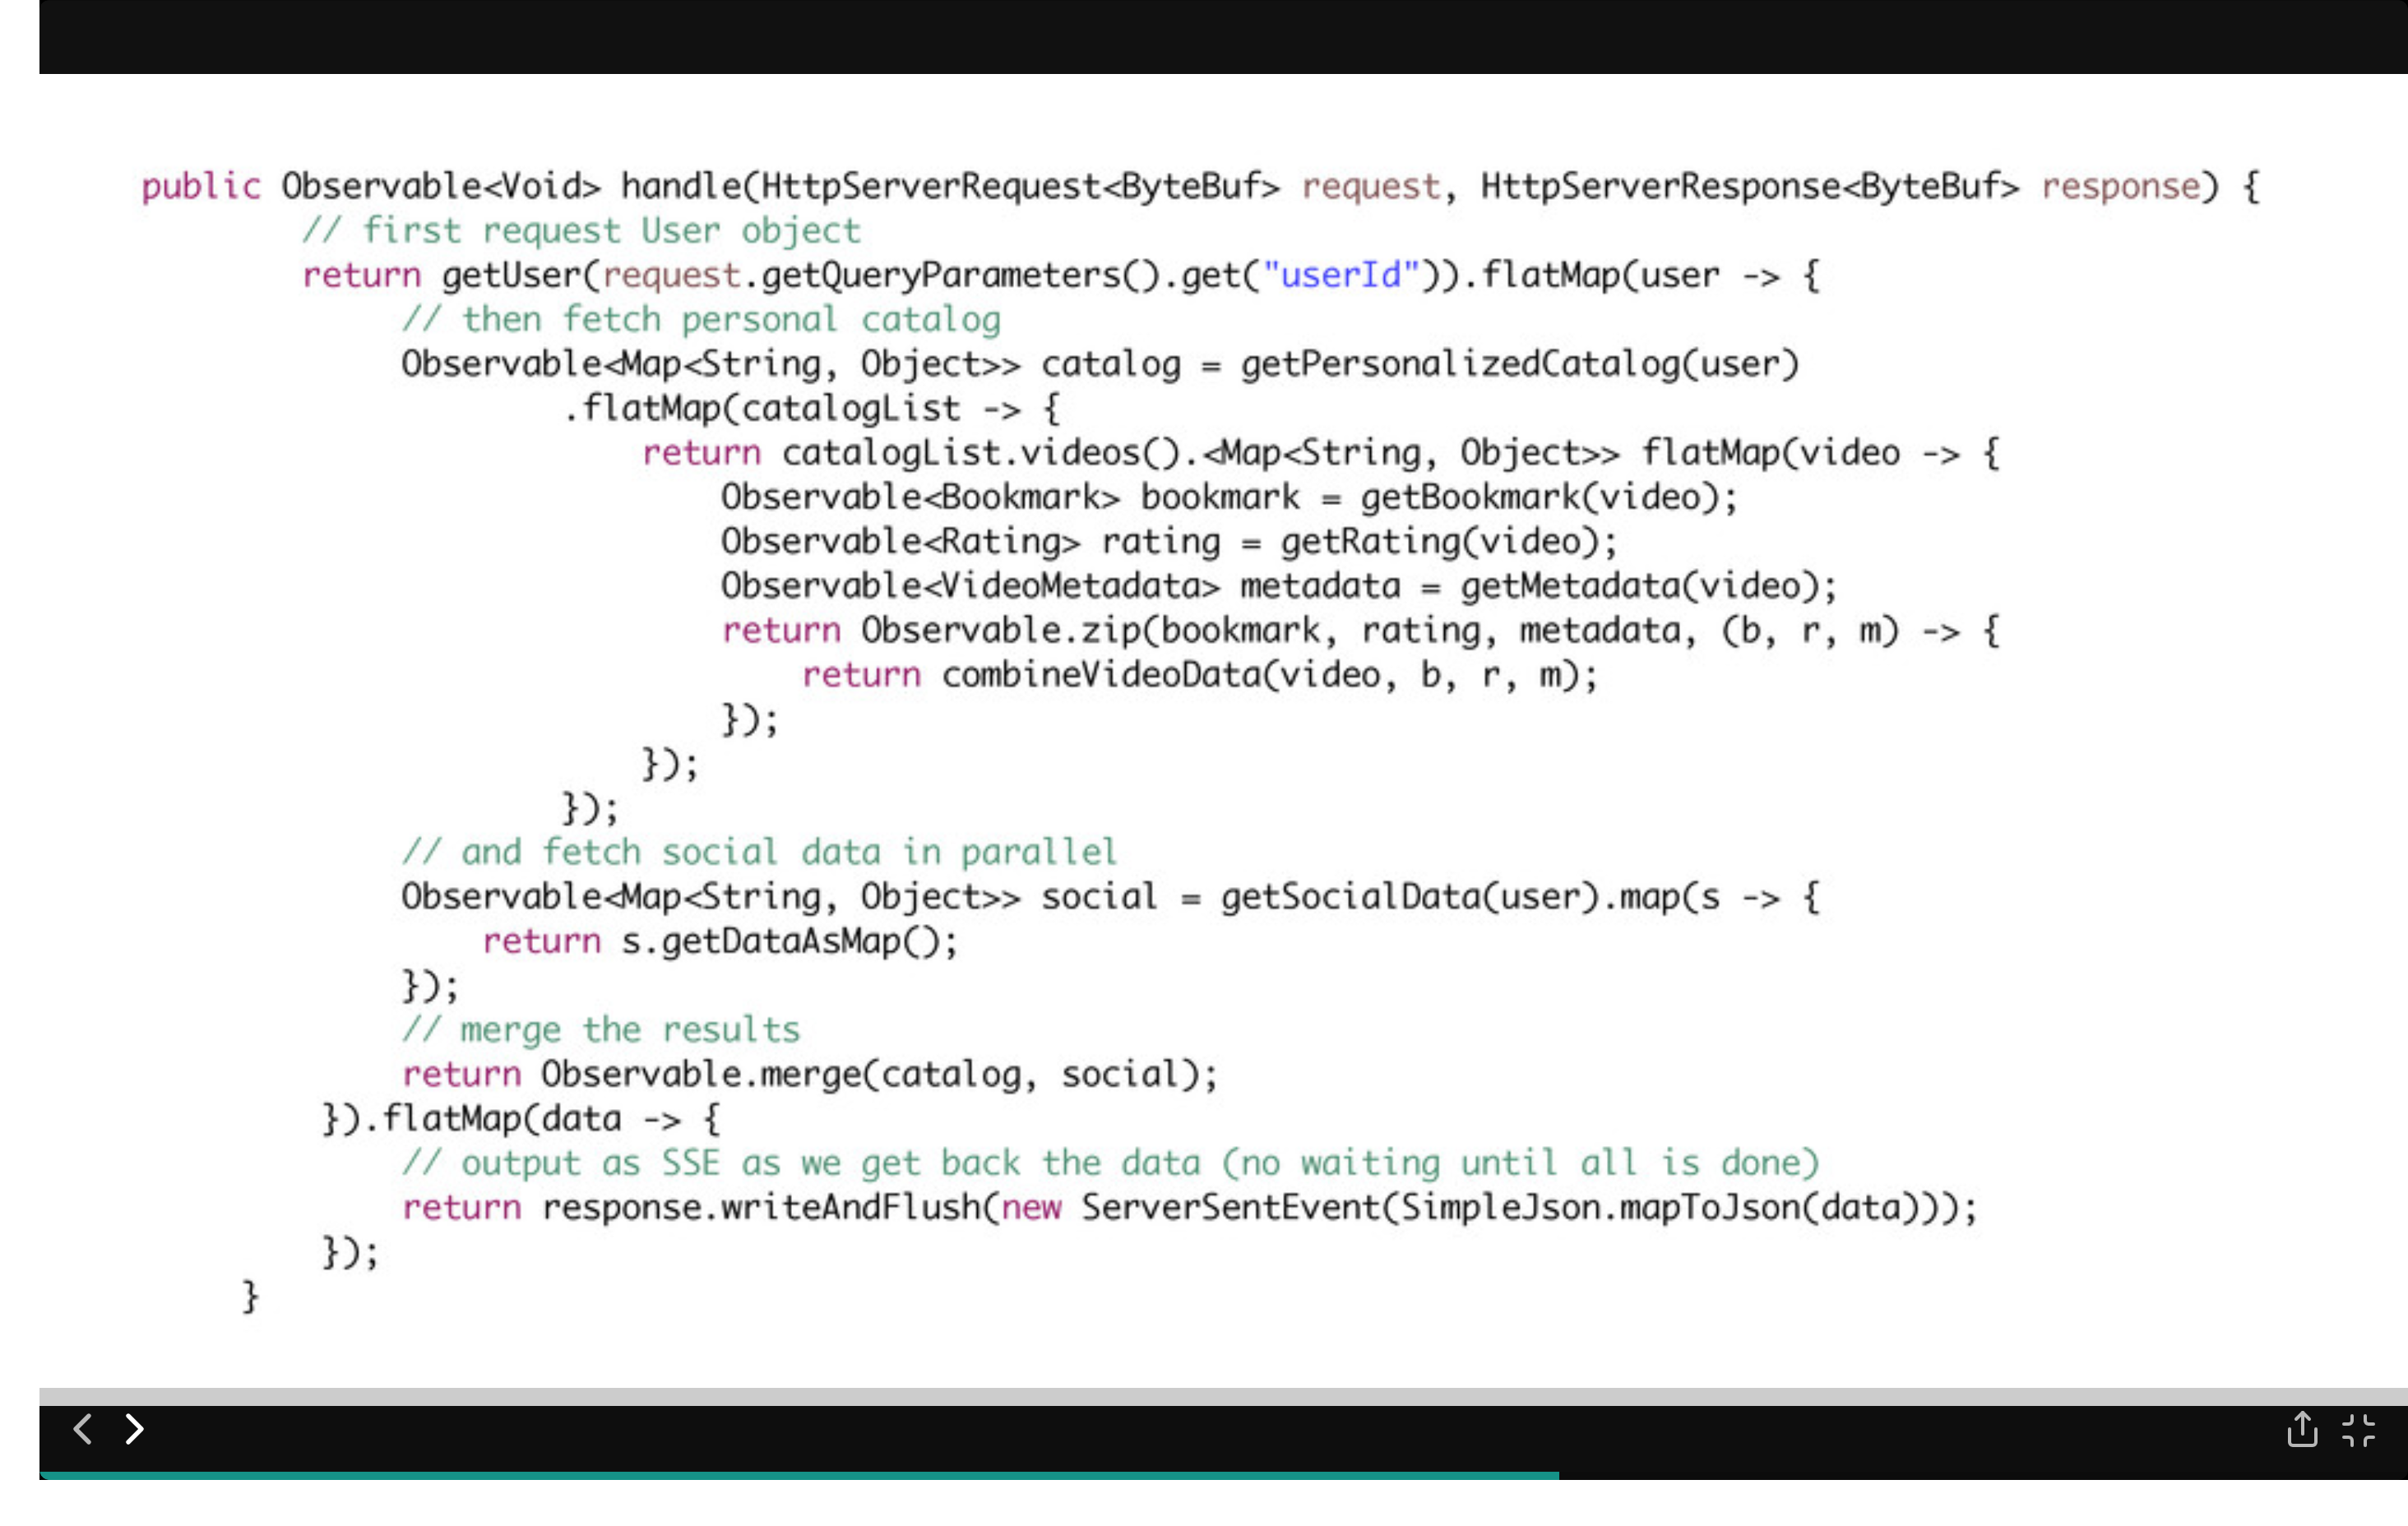 public Observable<Void> handle(HttpServerRequest<ByteBuf> request, HttpServerResponse<ByteBuf> response) {
// first request User object
return getUser(request.getQueryParameters().get("userId")).flatMap(user -> {
// then fetch personal catalog
Observable<Map<String, Object>> catalog = getPersonalizedCatalog(user)
.flatMap(catalogList -> {
return catalogList.videos().<Map<String, Object>> flatMap(video -> {
Observable<Bookmark> bookmark = getBookmark(video);
Observable<Rating> rating = getRating(video);
Observable<VideoMetadata> metadata = getMetadata(video);
return Observable.zip(bookmark, rating, metadata, (b, r, m) -> {
return combineVideoData(video, b, r, m);
});
});
});
// and fetch social data in parallel
Observable<Map<String, Object>> social = getSocialData(user).map(s -> {
return s.getDataAsMap();
});
// merge the results
return Observable.merge(catalog, social);
}).flatMap(data -> {
// output as SSE as we get back the data (no waiting until all is done)
return response.writeAndFlush(new ServerSentEvent(SimpleJson.mapToJson(data)));
});
}